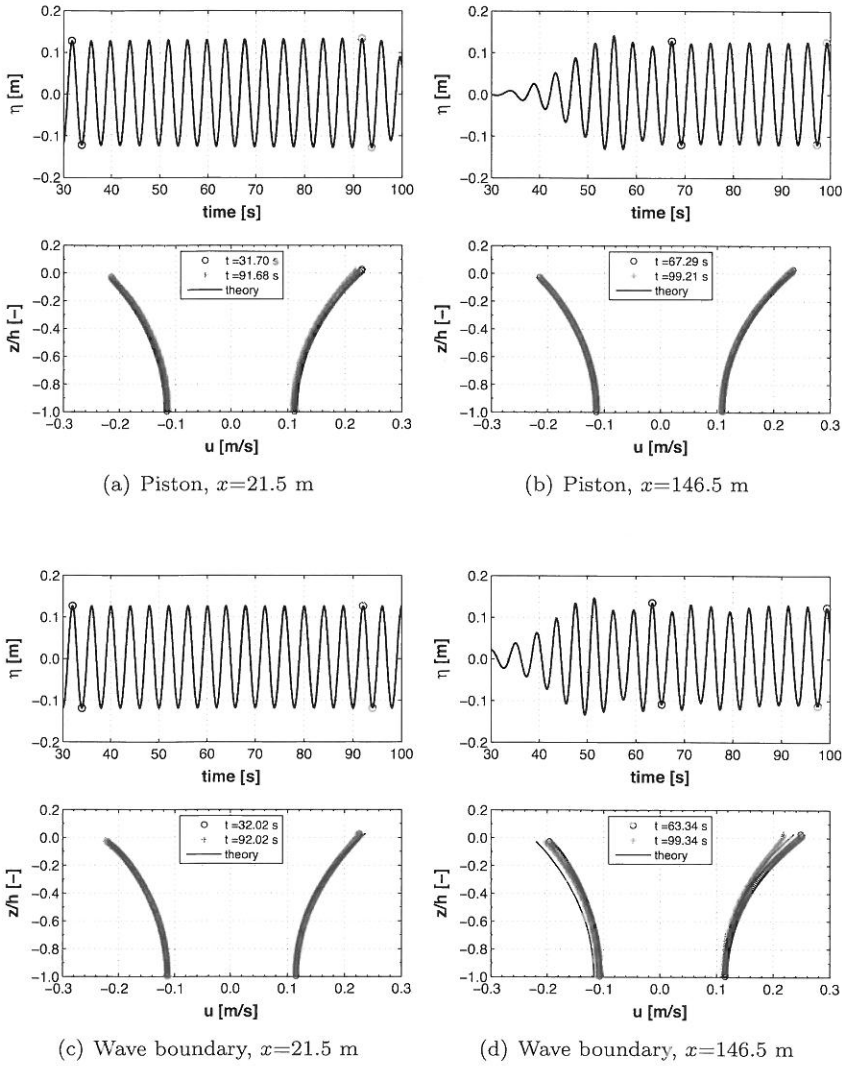 0.2
0.1
0.0
−0.1
−0.2
η [m]
30 40 50 60 70 80 90 100
time [s]
0.2
0.1
0.0
−0.1
−0.2
η [m]
30 40 50 60 70 80 90 100
time [s]
0.2
0.0
−0.2
−0.4
−0.6
−0.8
−1.0
z/h [−]
t =31.70 s
t =91.68 s
theory
−0.3 −0.2 −0.1 0.0 0.1 0.2 0.3
u [m/s]
0.2
0.0
−0.2
−0.4
−0.6
−0.8
−1.0
z/h [−]
t =67.29 s
t =99.21 s
theory
−0.3 −0.2 −0.1 0.0 0.1 0.2 0.3
u [m/s]
(a) Piston, x=21.5 m
(b) Piston, x=146.5 m
0.2
0.1
0.0
−0.1
−0.2
η [m]
30 40 50 60 70 80 90 100
time [s]
0.2
0.1
0.0
−0.1
−0.2
η [m]
30 40 50 60 70 80 90 100
time [s]
0.2
0.0
−0.2
−0.4
−0.6
−0.8
−1.0
z/h [−]
t =32.02 s
t =92.02 s
theory
−0.3 −0.2 −0.1 0.0 0.1 0.2 0.3
u [m/s]
0.2
0.0
−0.2
−0.4
−0.6
−0.8
−1.0
z/h [−]
t =63.34 s
t =99.34 s
theory
−0.3 −0.2 −0.1 0.0 0.1 0.2 0.3
u [m/s]
(c) Wave boundary, x=21.5 m
(d) Wave boundary, x=146.5 m